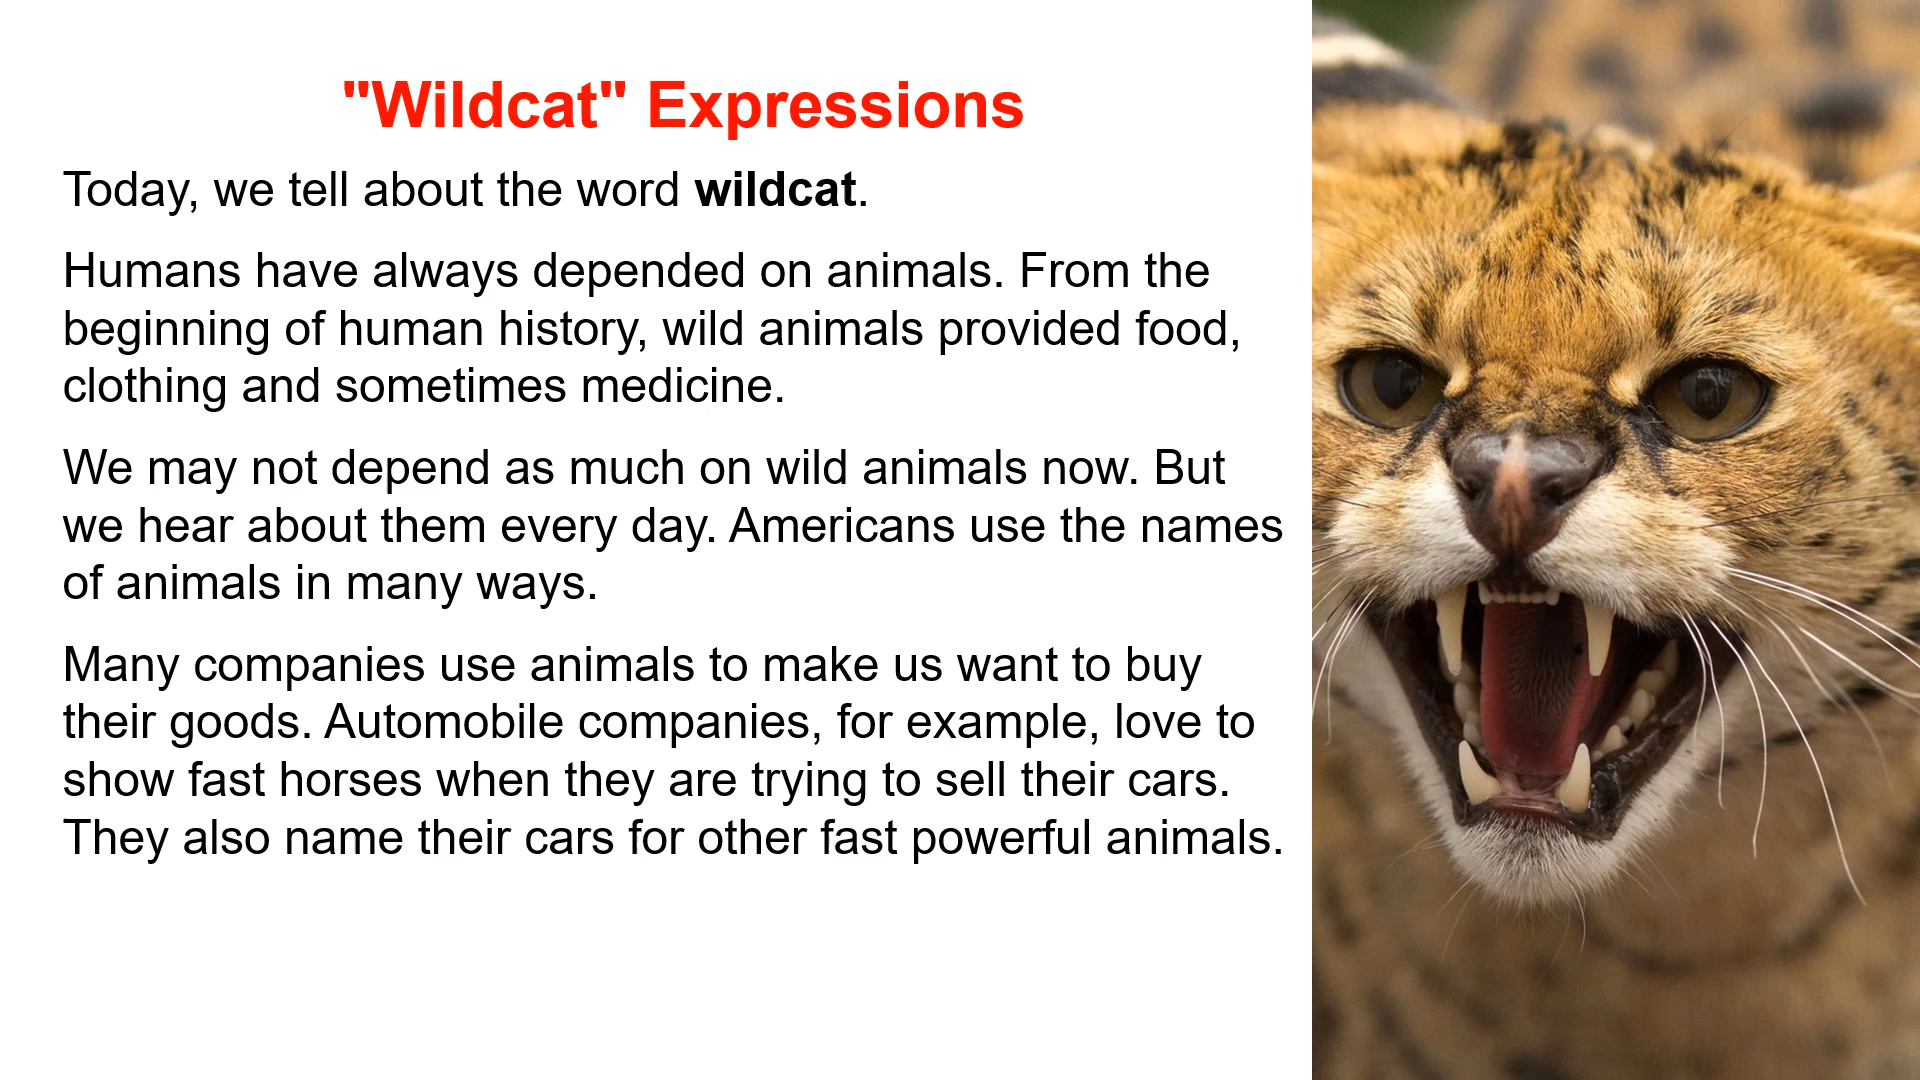 "Wildcat" Expressions
Today, we tell about the word wildcat.
Humans have always depended on animals. From the
beginning of human history, wild animals provided food,
clothing and sometimes medicine.
We may not depend as much on wild animals now. But
we hear about them every day. Americans use the names
of animals in many ways.
Many companies use animals to make us want to buy
their goods. Automobile companies, for example, love to
show fast horses when they are trying to sell their cars.
They also name their cars for other fast powerful animals.